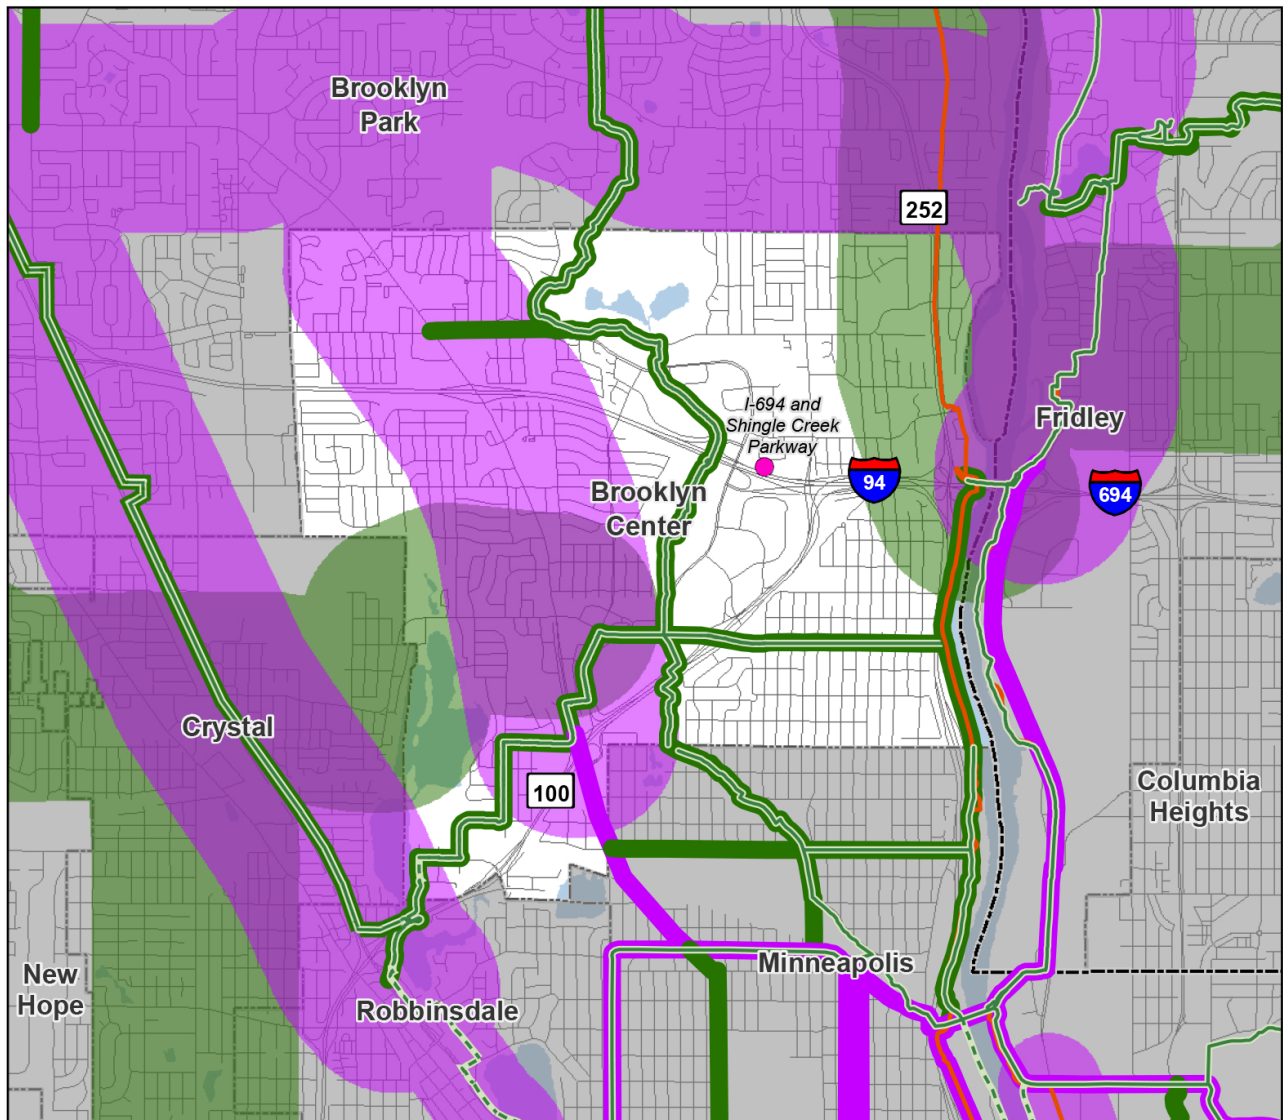 Brooklyn
Park
252
I-694 and
Shingle Creek
Parkway
Fridley
94
694
Brooklyn
Center
Crystal
100
Columbia
Heights
Minneapolis
New
Hope
Robbinsdale